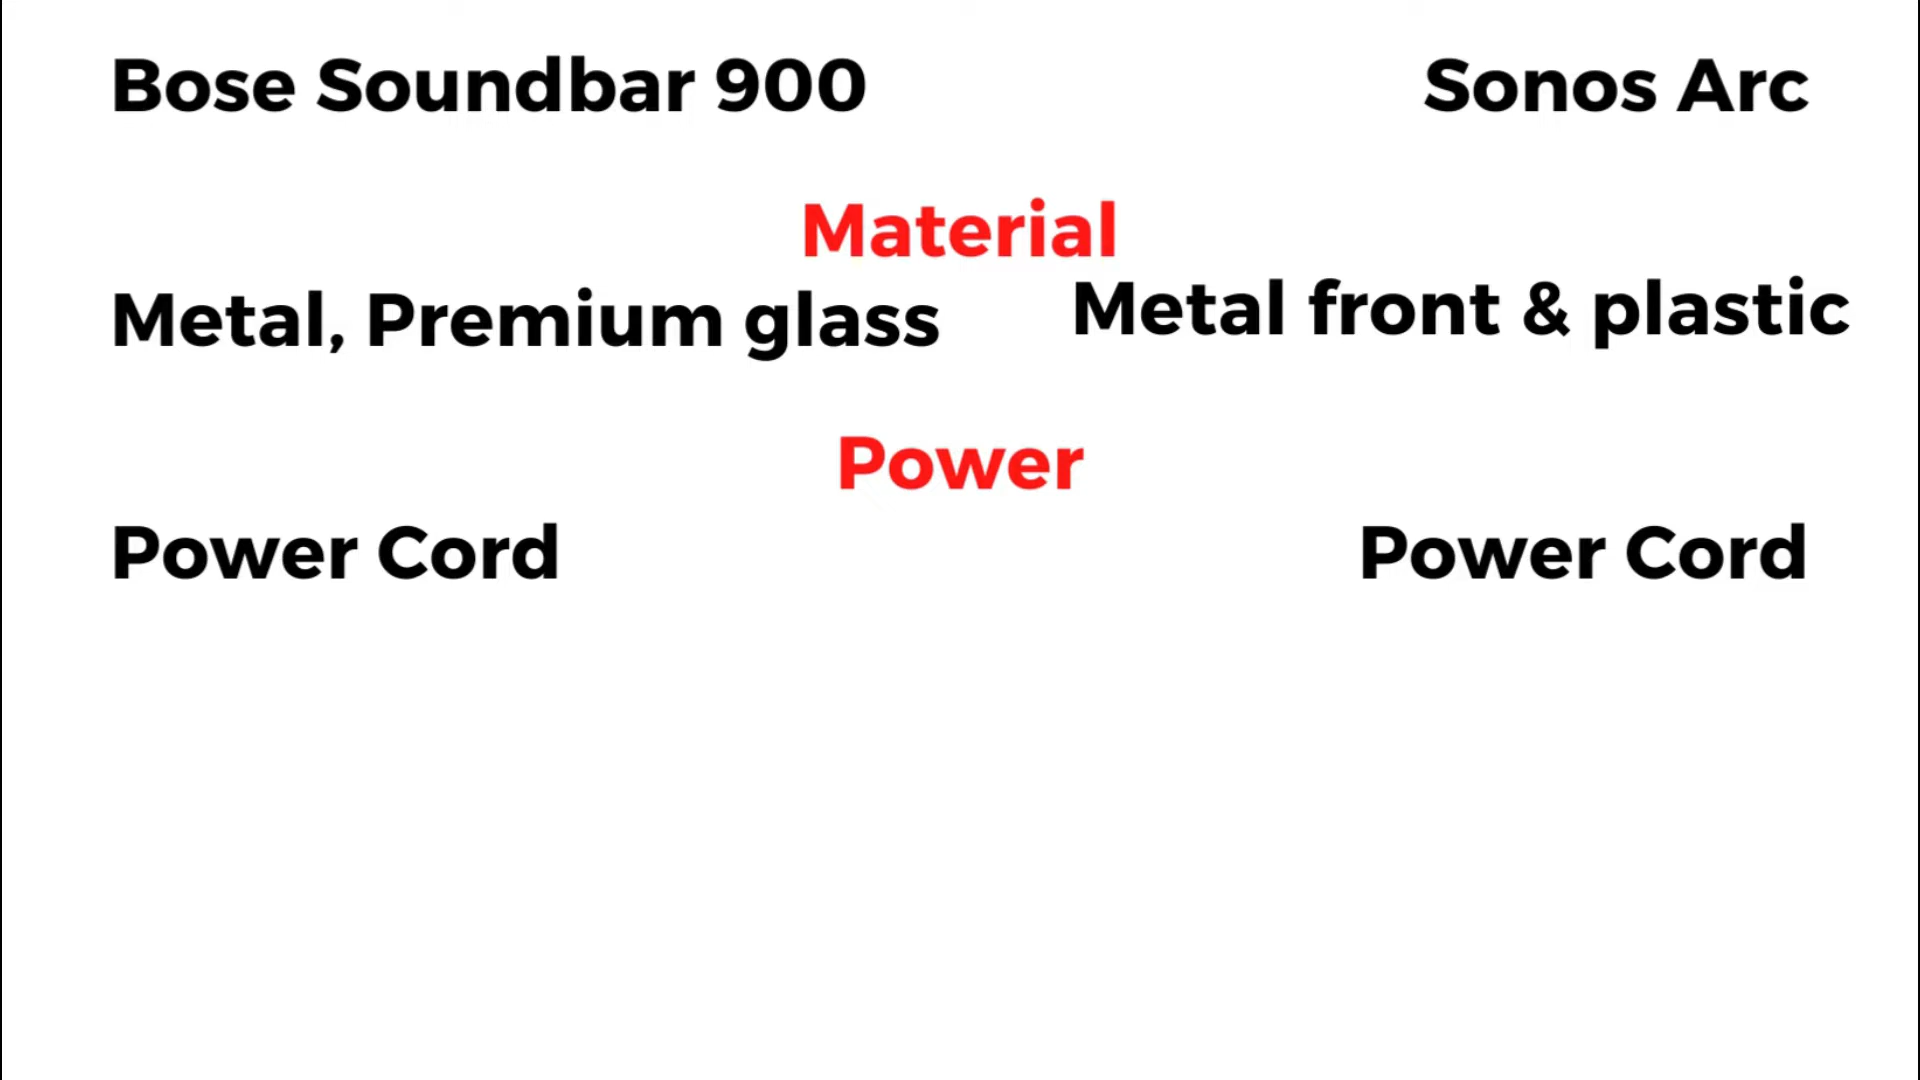 Bose Soundbar 900
Sonos Arc
Material
Metal, Premium glass
Metal front & plastic
Power
Power Cord
Power Cord